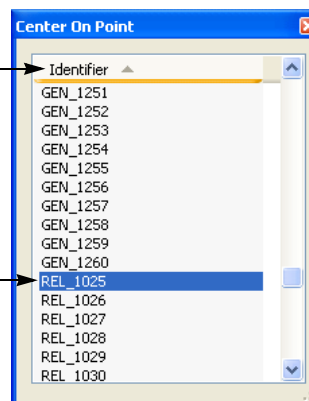 Center On Point
Identifier
GEN_1251
GEN_1252
GEN_1253
GEN_1254
GEN_1255
GEN_1256
GEN_1257
GEN_1258
GEN_1259
GEN_1260
REL_1025
REL_1026
REL_1027
REL_1028
REL_1029
REL_1030